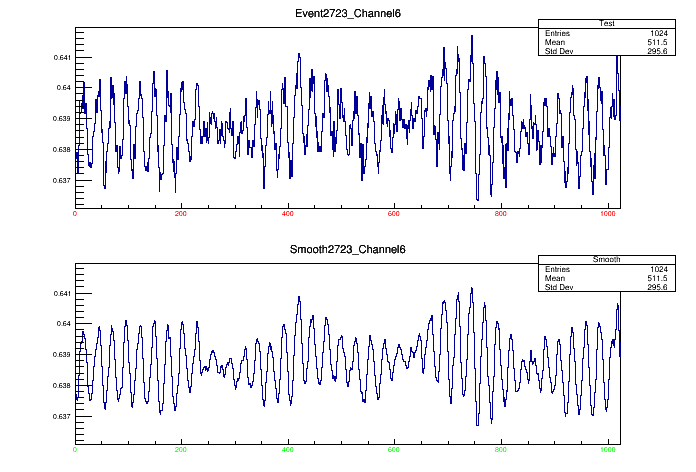 Event2723_Channel6
Test
Entries 1024
Mean 511.5
Std Dev 295.6
0.641
0.64
0.639
0.638
0.637
0 200 400 600 800 1000
Smooth2723_Channel6
Smooth
Entries 1024
Mean 511.5
Std Dev 295.6
0.641
0.64
0.639
0.638
0.637
0 200 400 600 800 1000